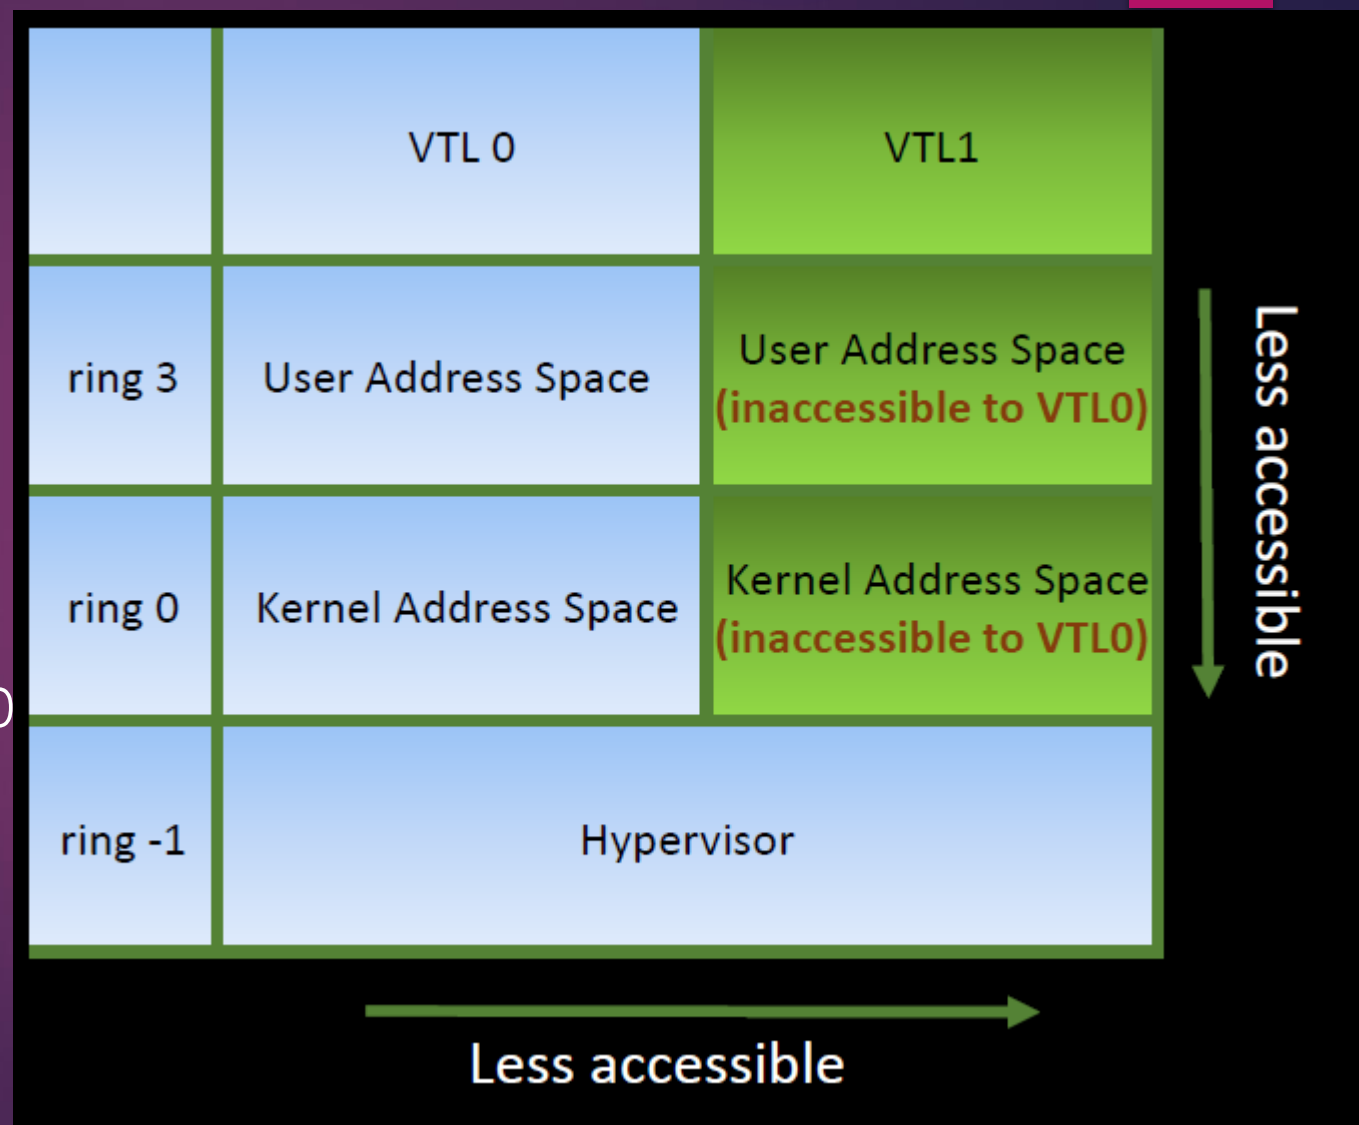 VTL 0
VTL1
ring 3
User Address Space
User Address Space
(inaccessible to VTL0)
ring 0
Kernel Address Space
Kernel Address Space
(inaccessible to VTL0)
ring -1
Hypervisor
Less accessible
Less accessible
0